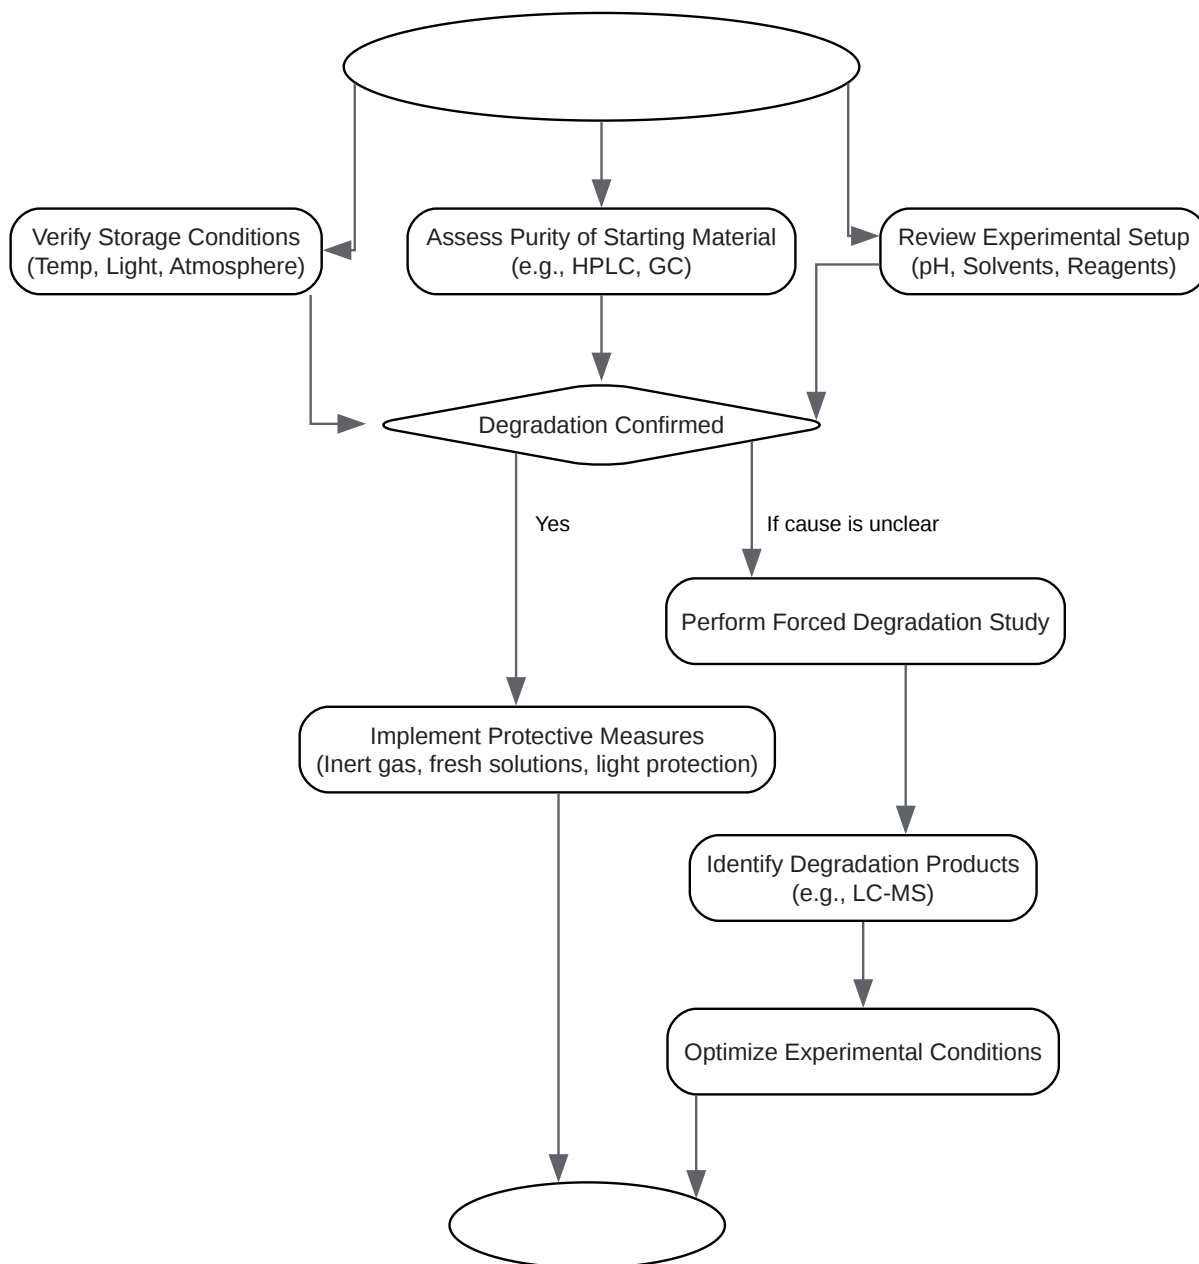 Verify Storage Conditions
(Temp, Light, Atmosphere)
Assess Purity of Starting Material
(e.g., HPLC, GC)
Review Experimental Setup
(pH, Solvents, Reagents)
Degradation Confirmed
Yes
If cause is unclear
Perform Forced Degradation Study
Implement Protective Measures
(Inert gas, fresh solutions, light protection)
Identify Degradation Products
(e.g., LC-MS)
Optimize Experimental Conditions